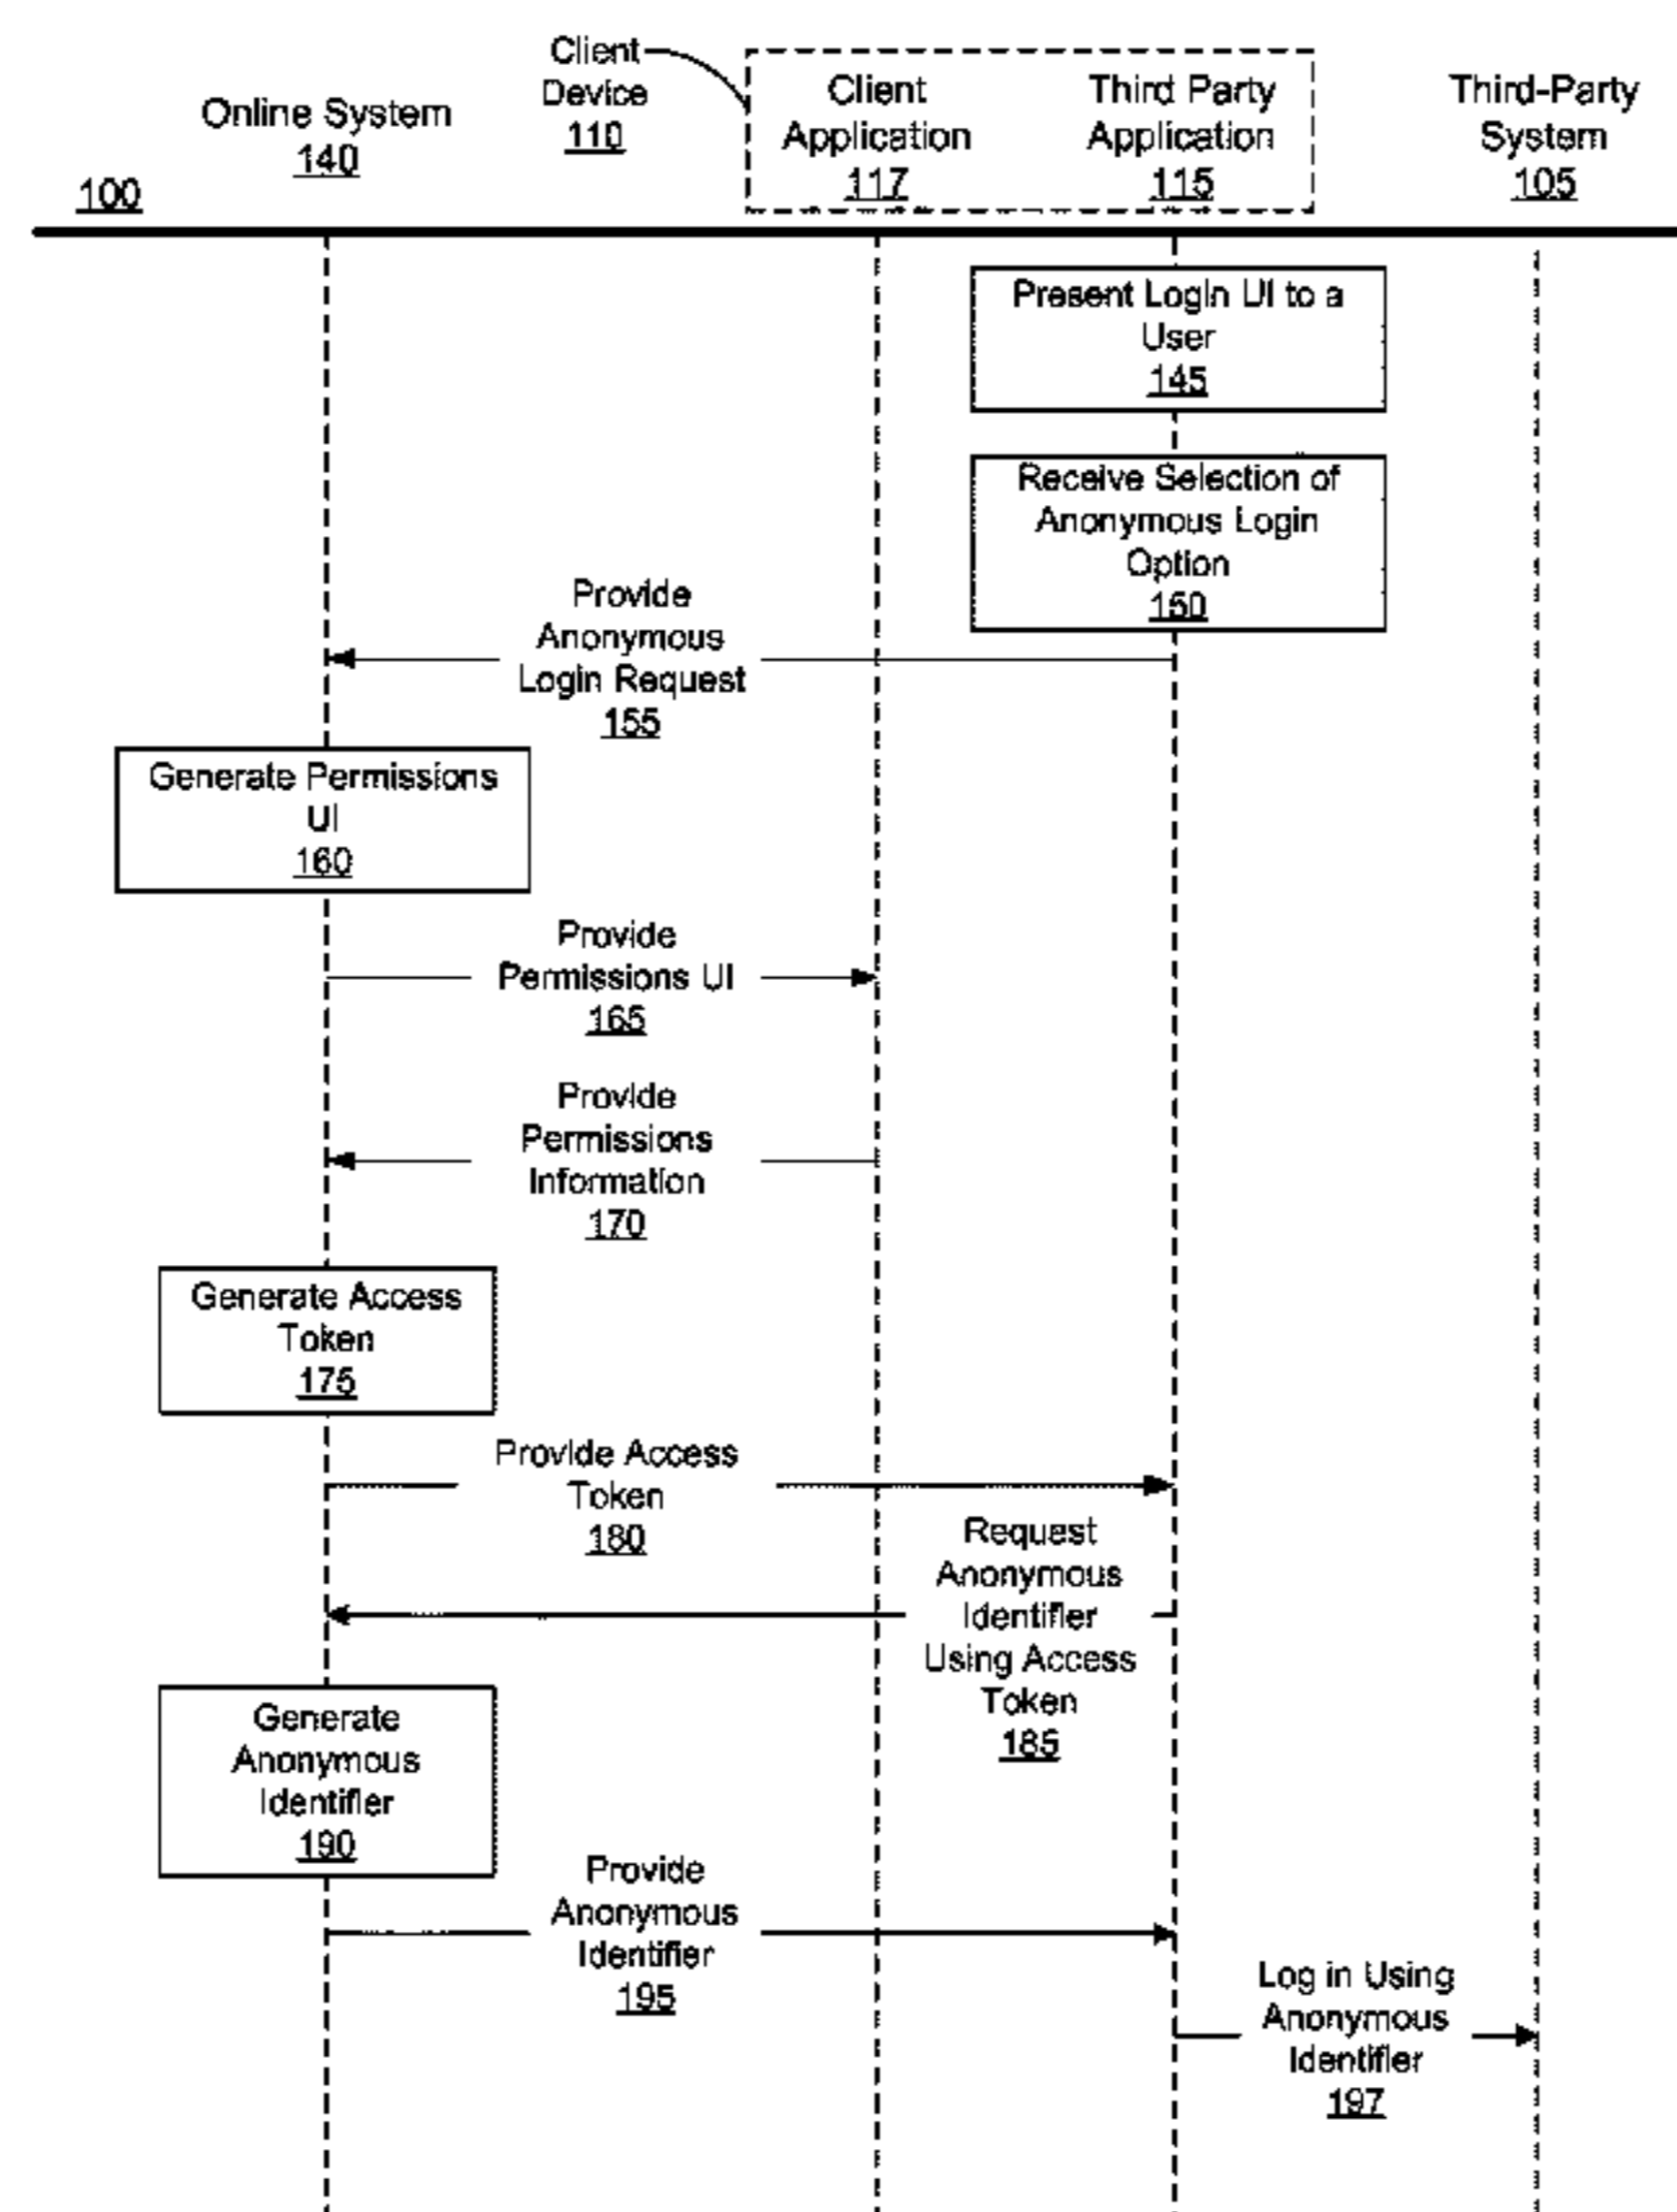 Client
Device
110
Online System
140
Client
Application
117
Third Party
Application
115
Third-Party
System
105
100
Present Login UI to a
User
145
Receive Selection of
Anonymous Login
Option
150
Provide
Anonymous
Login Request
155
Generate Permissions
UI
160
Provide
Permissions UI
165
Provide
Permissions
Information
170
Generate Access
Token
175
Provide Access
Token
180
Request
Anonymous
Identifier
Using Access
Token
185
Generate
Anonymous
Identifier
190
Provide
Anonymous
Identifier
195
Log in Using
Anonymous
Identifier
197